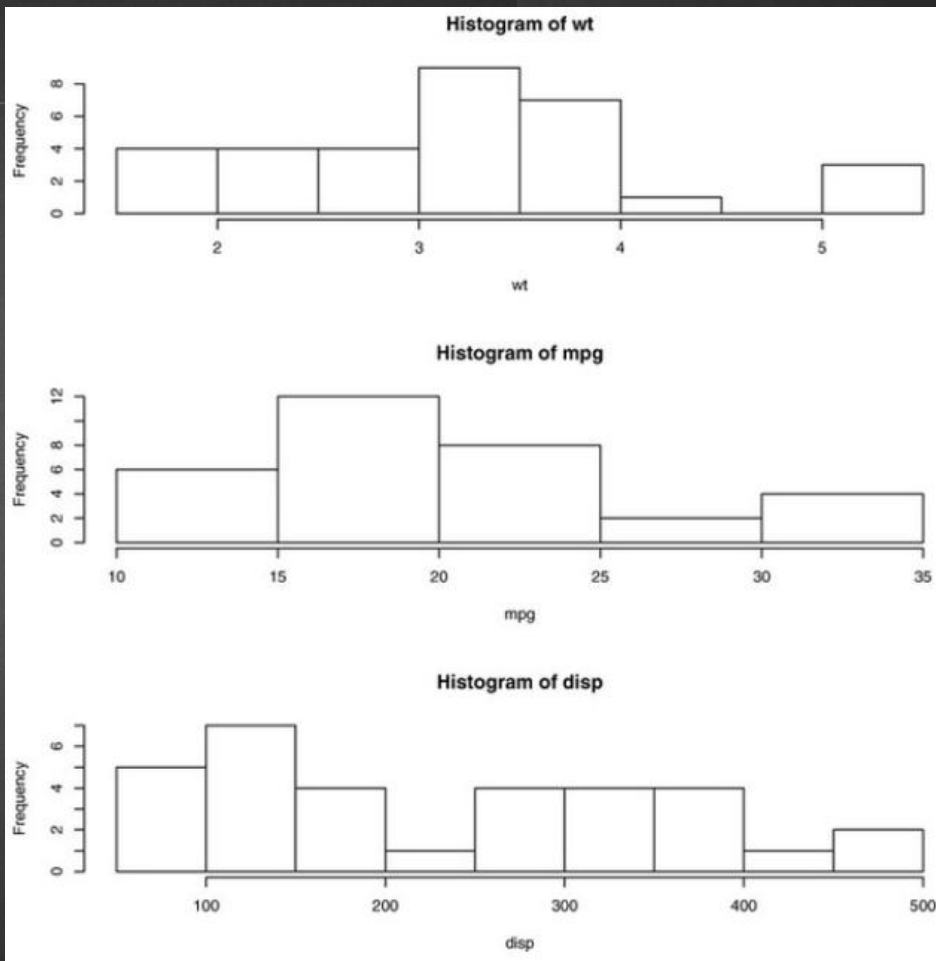 Histogram of wt
Frequency
0 2 4 6 8
2 3 4 5
wt
Histogram of mpg
Frequency
0 2 4 6 8 12
10 15 20 25 30 35
mpg
Histogram of disp
Frequency
0 2 4 6
100 200 300 400 500
disp